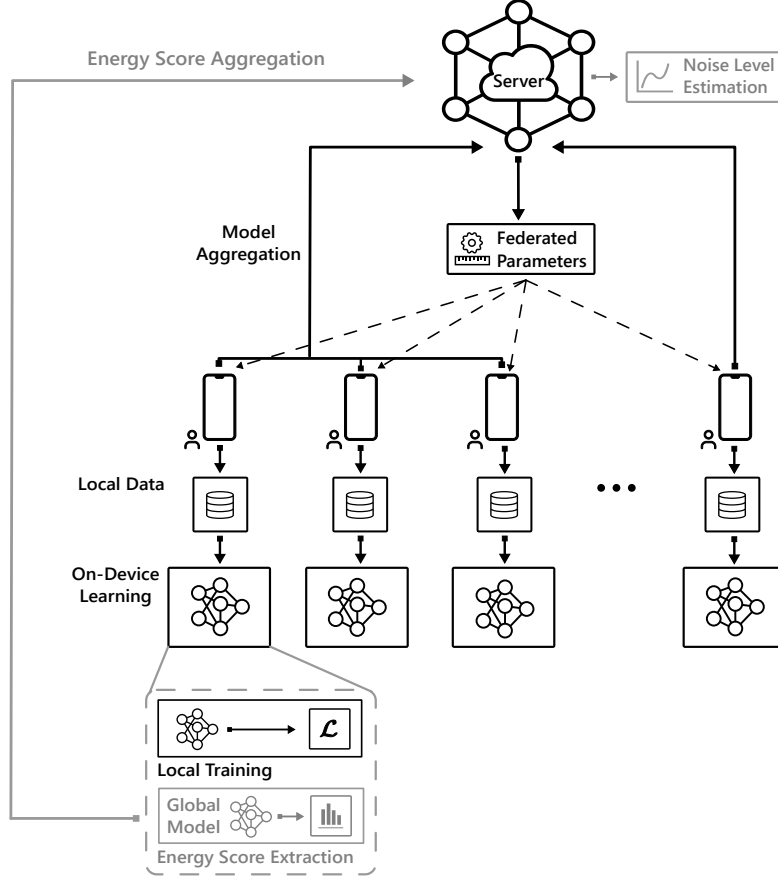 Energy Score Aggregation
Server
Noise Level
Estimation
Model
Aggregation
Federated
Parameters
Local Data
On-Device
Learning
ℒ
Local Training
Global
Model
Energy Score Extraction